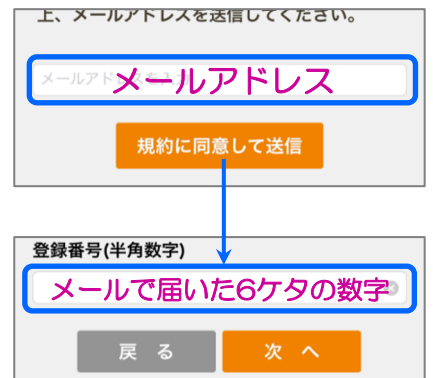 上、メールアドレスを送信してください。
メールアドレス
規約に同意して送信
登録番号(半角数字)
メールで届いた6ケタの数字
戻 る
次 へ